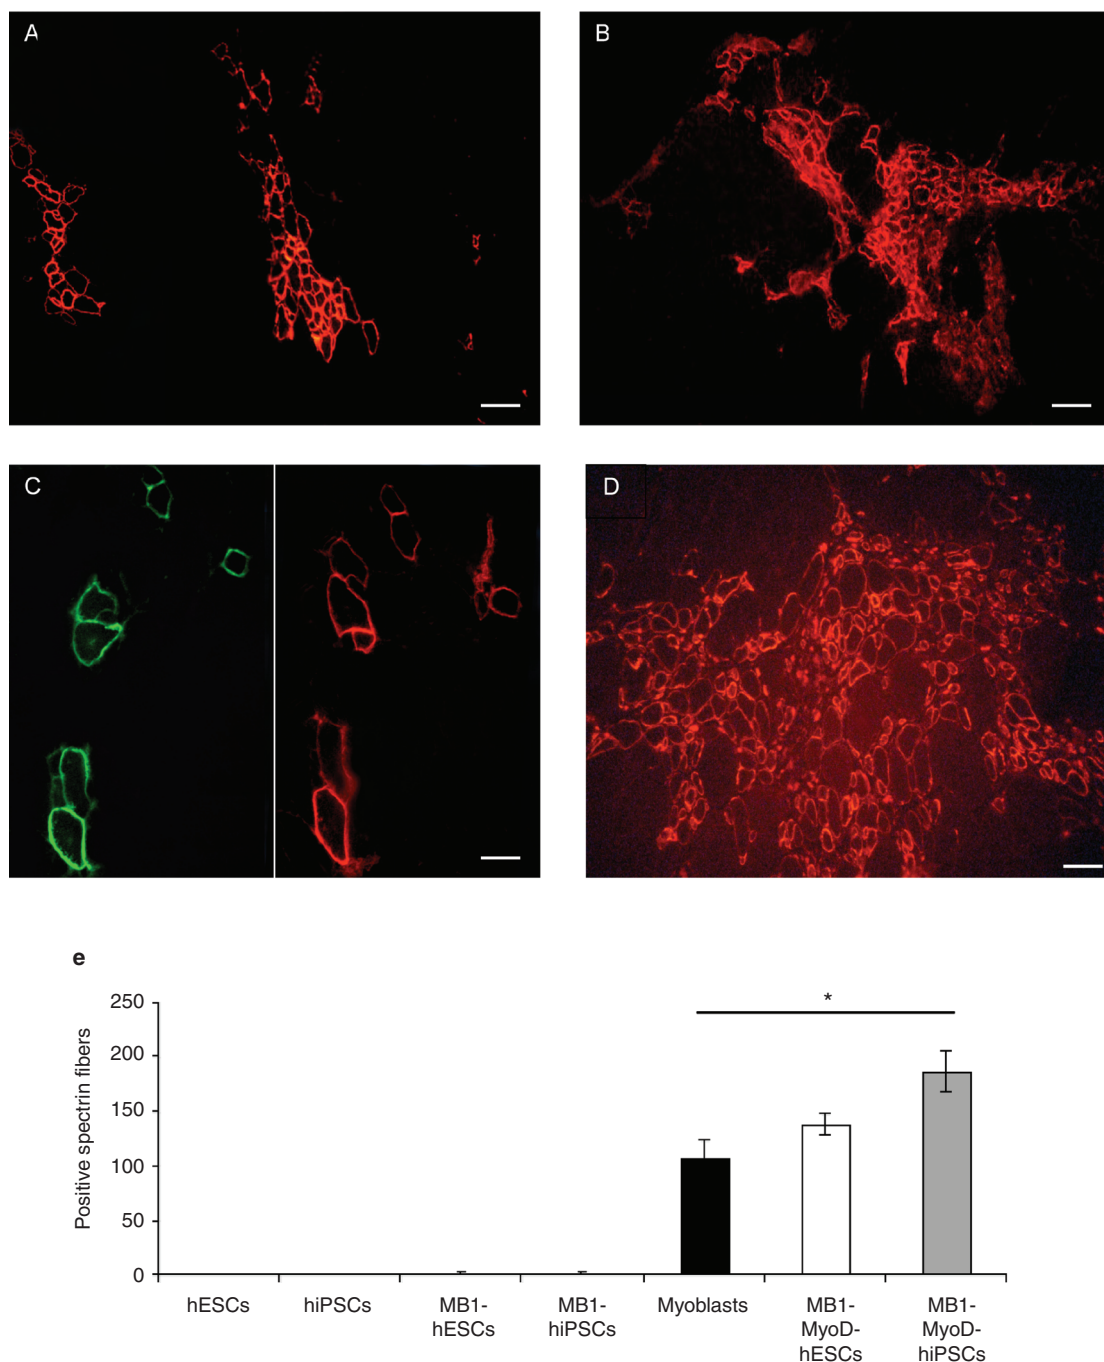 A
B
C
D
e
*
250
200
150
100
50
0
Positive spectrin fibers
hESCs
hiPSCs
MB1-
hESCs
MB1-
hiPSCs
Myoblasts
MB1-
MyoD-
hESCs
MB1-
MyoD-
hiPSCs